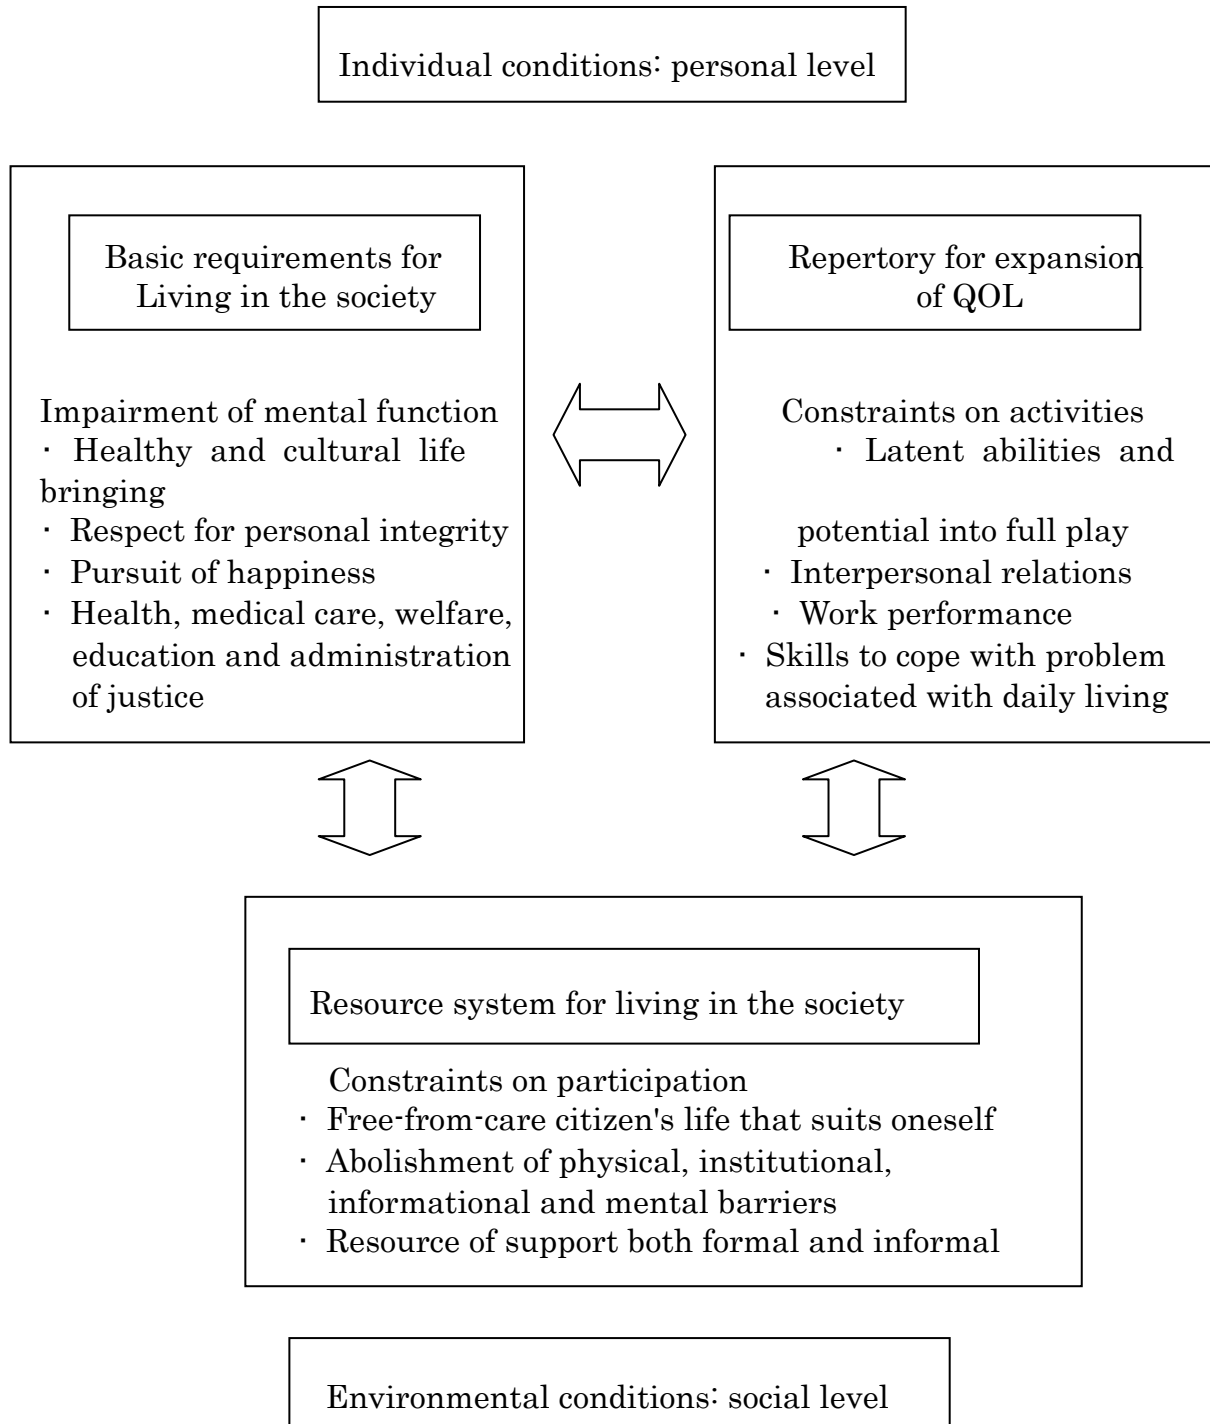 Individual conditions: personal level
Basic requirements for
Living in the society
Impairment of mental function
· Healthy and cultural life
bringing
· Respect for personal integrity
· Pursuit of happiness
· Health, medical care, welfare,
education and administration
of justice
Repertory for expansion
of QOL
Constraints on activities
· Latent abilities and
potential into full play
· Interpersonal relations
· Work performance
· Skills to cope with problem
associated with daily living
Resource system for living in the society
Constraints on participation
· Free-from-care citizen's life that suits oneself
· Abolishment of physical, institutional,
informational and mental barriers
· Resource of support both formal and informal
Environmental conditions: social level